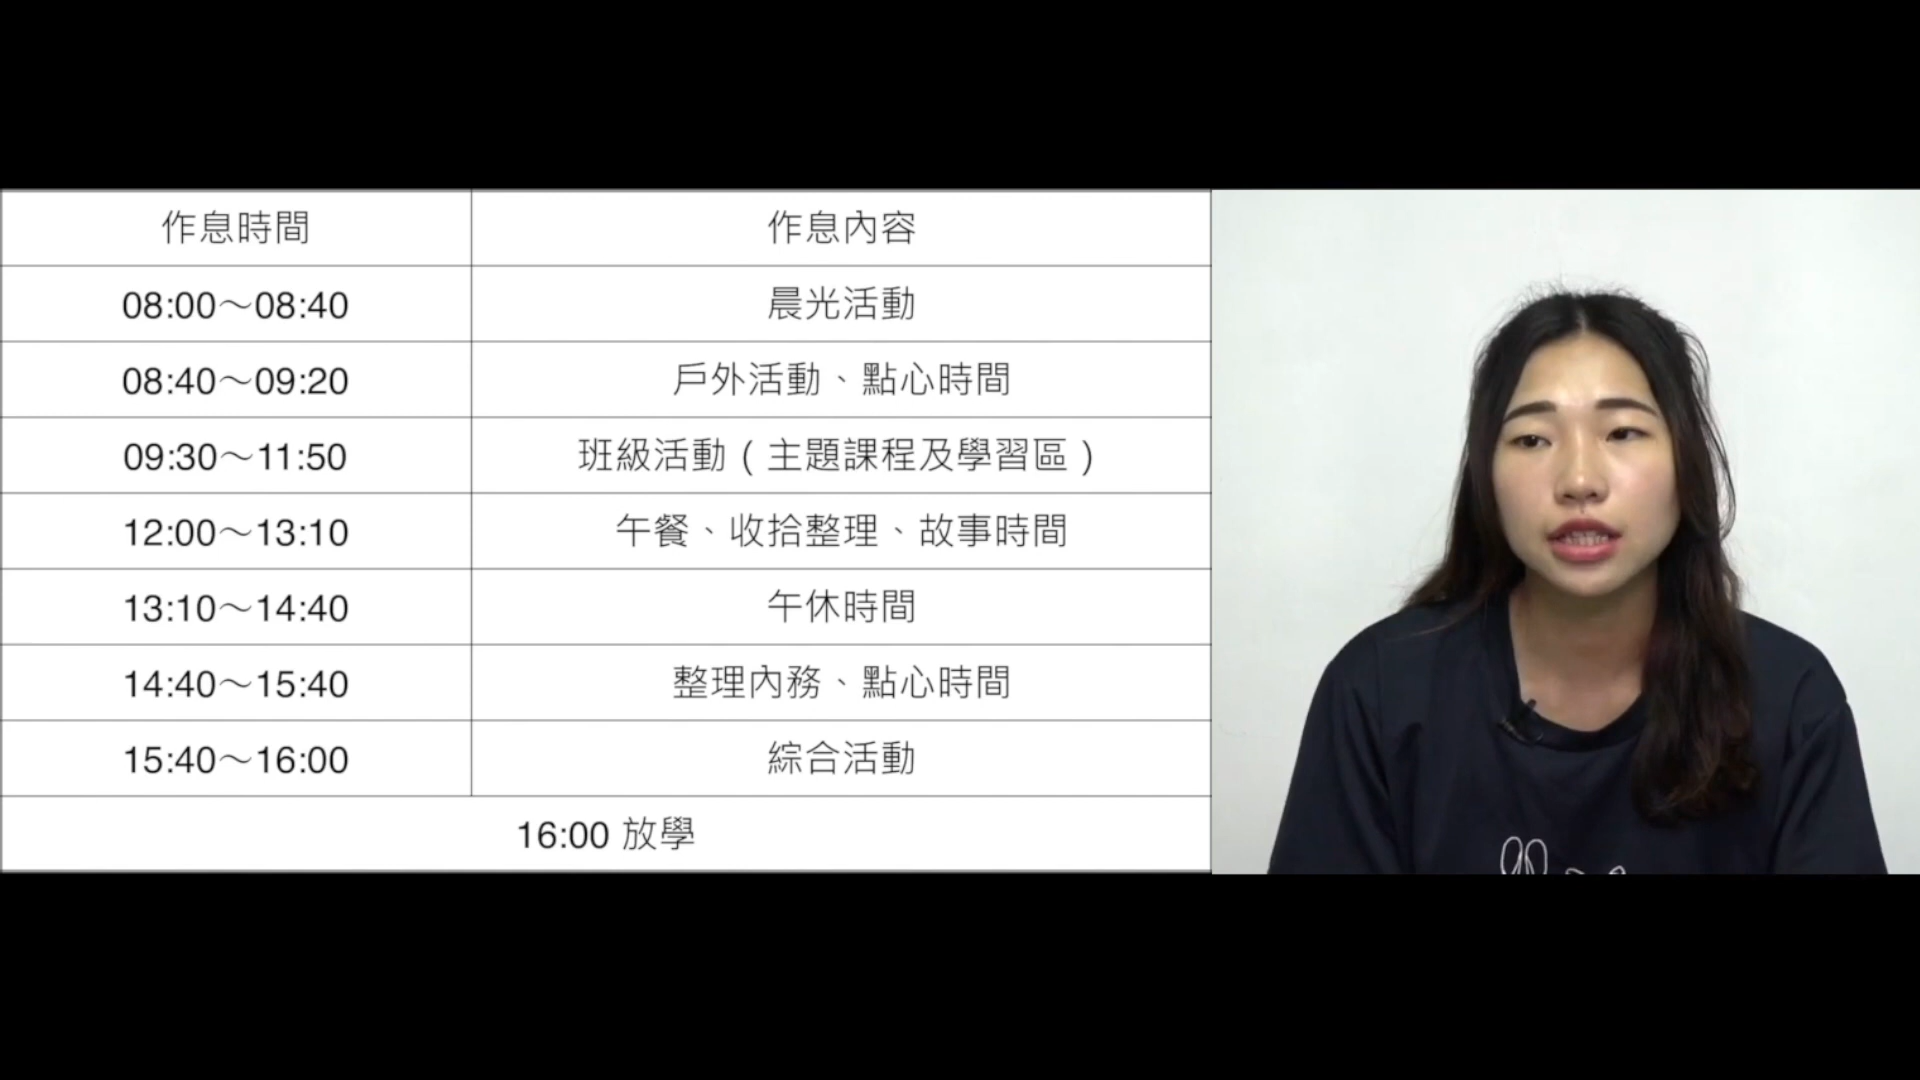 作息時間 作息內容
08:00～08:40 晨光活動
08:40～09:20 戶外活動、點心時間
09:30～11:50 班級活動（主題課程及學習區）
12:00～13:10 午餐、收拾整理、故事時間
13:10～14:40 午休時間
14:40～15:40 整理內務、點心時間
15:40～16:00 綜合活動
16:00 放學